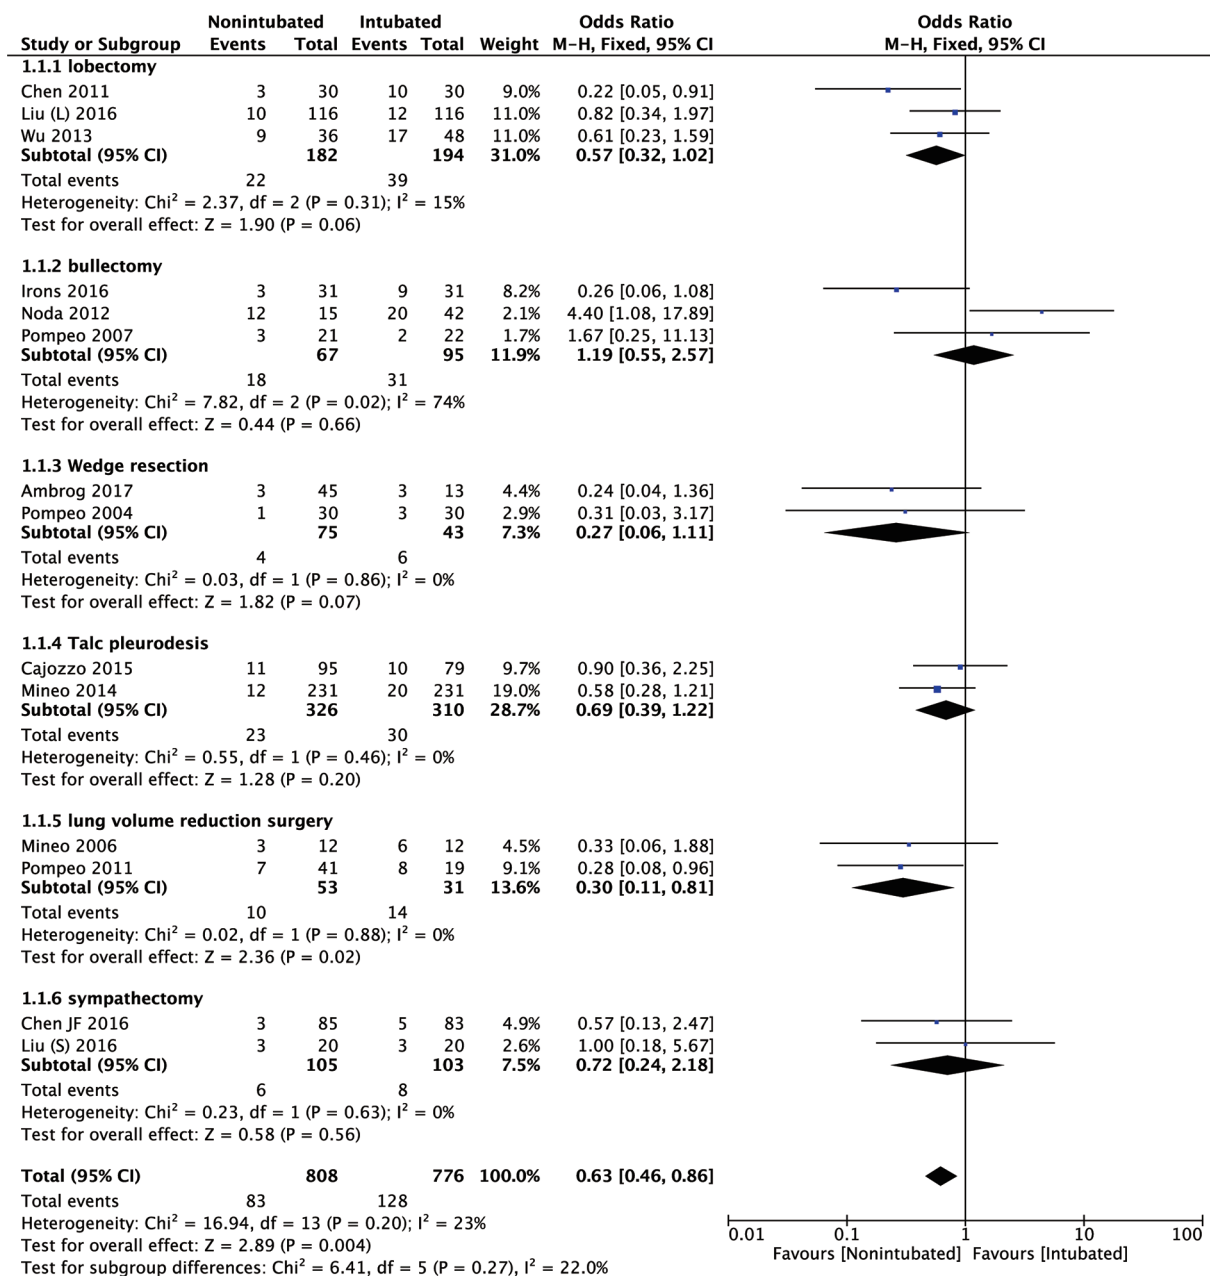 Nonintubated Intubated Odds Ratio Odds Ratio
Study or Subgroup Events Total Events Total Weight M-H, Fixed, 95% CI M-H, Fixed, 95% CI
1.1.1 lobectomy
Chen 2011 3 30 10 30 9.0% 0.22 [0.05, 0.91]
Liu (L) 2016 10 116 12 116 11.0% 0.82 [0.34, 1.97]
Wu 2013 9 36 17 48 11.0% 0.61 [0.23, 1.59]
Subtotal (95% CI) 182 194 31.0% 0.57 [0.32, 1.02]
Total events 22 39
Heterogeneity: Chi² = 2.37, df = 2 (P = 0.31); I² = 15%
Test for overall effect: Z = 1.90 (P = 0.06)
1.1.2 bullectomy
Irons 2016 3 31 9 31 8.2% 0.26 [0.06, 1.08]
Noda 2012 12 15 20 42 2.1% 4.40 [1.08, 17.89]
Pompeo 2007 3 21 2 22 1.7% 1.67 [0.25, 11.13]
Subtotal (95% CI) 67 95 11.9% 1.19 [0.55, 2.57]
Total events 18 31
Heterogeneity: Chi² = 7.82, df = 2 (P = 0.02); I² = 74%
Test for overall effect: Z = 0.44 (P = 0.66)
1.1.3 Wedge resection
Ambrog 2017 3 45 3 13 4.4% 0.24 [0.04, 1.36]
Pompeo 2004 1 30 3 30 2.9% 0.31 [0.03, 3.17]
Subtotal (95% CI) 75 43 7.3% 0.27 [0.06, 1.11]
Total events 4 6
Heterogeneity: Chi² = 0.03, df = 1 (P = 0.86); I² = 0%
Test for overall effect: Z = 1.82 (P = 0.07)
1.1.4 Talc pleurodesis
Cajozzo 2015 11 95 10 79 9.7% 0.90 [0.36, 2.25]
Mineo 2014 12 231 20 231 19.0% 0.58 [0.28, 1.21]
Subtotal (95% CI) 326 310 28.7% 0.69 [0.39, 1.22]
Total events 23 30
Heterogeneity: Chi² = 0.55, df = 1 (P = 0.46); I² = 0%
Test for overall effect: Z = 1.28 (P = 0.20)
1.1.5 lung volume reduction surgery
Mineo 2006 3 12 6 12 4.5% 0.33 [0.06, 1.88]
Pompeo 2011 7 41 8 19 9.1% 0.28 [0.08, 0.96]
Subtotal (95% CI) 53 31 13.6% 0.30 [0.11, 0.81]
Total events 10 14
Heterogeneity: Chi² = 0.02, df = 1 (P = 0.88); I² = 0%
Test for overall effect: Z = 2.36 (P = 0.02)
1.1.6 sympathectomy
Chen JF 2016 3 85 5 83 4.9% 0.57 [0.13, 2.47]
Liu (S) 2016 3 20 3 20 2.6% 1.00 [0.18, 5.67]
Subtotal (95% CI) 105 103 7.5% 0.72 [0.24, 2.18]
Total events 6 8
Heterogeneity: Chi² = 0.23, df = 1 (P = 0.63); I² = 0%
Test for overall effect: Z = 0.58 (P = 0.56)
Total (95% CI) 808 776 100.0% 0.63 [0.46, 0.86]
Total events 83 128
Heterogeneity: Chi² = 16.94, df = 13 (P = 0.20); I² = 23%
Test for overall effect: Z = 2.89 (P = 0.004)
Test for subgroup differences: Chi² = 6.41, df = 5 (P = 0.27), I² = 22.0%
0.01 0.1 1 10 100
Favours [Nonintubated] Favours [Intubated]